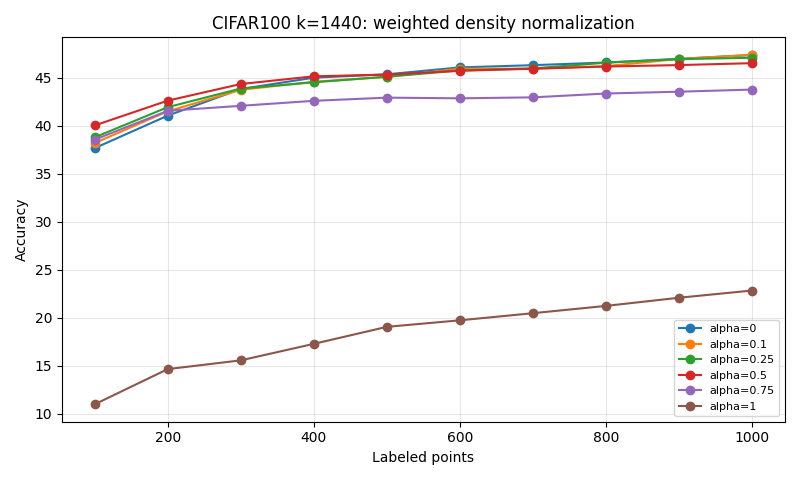 CIFAR100 k=1440: weighted density normalization
Accuracy
45
40
35
30
25
20
15
10
200
400
600
800
1000
Labeled points
alpha=0
alpha=0.1
alpha=0.25
alpha=0.5
alpha=0.75
alpha=1